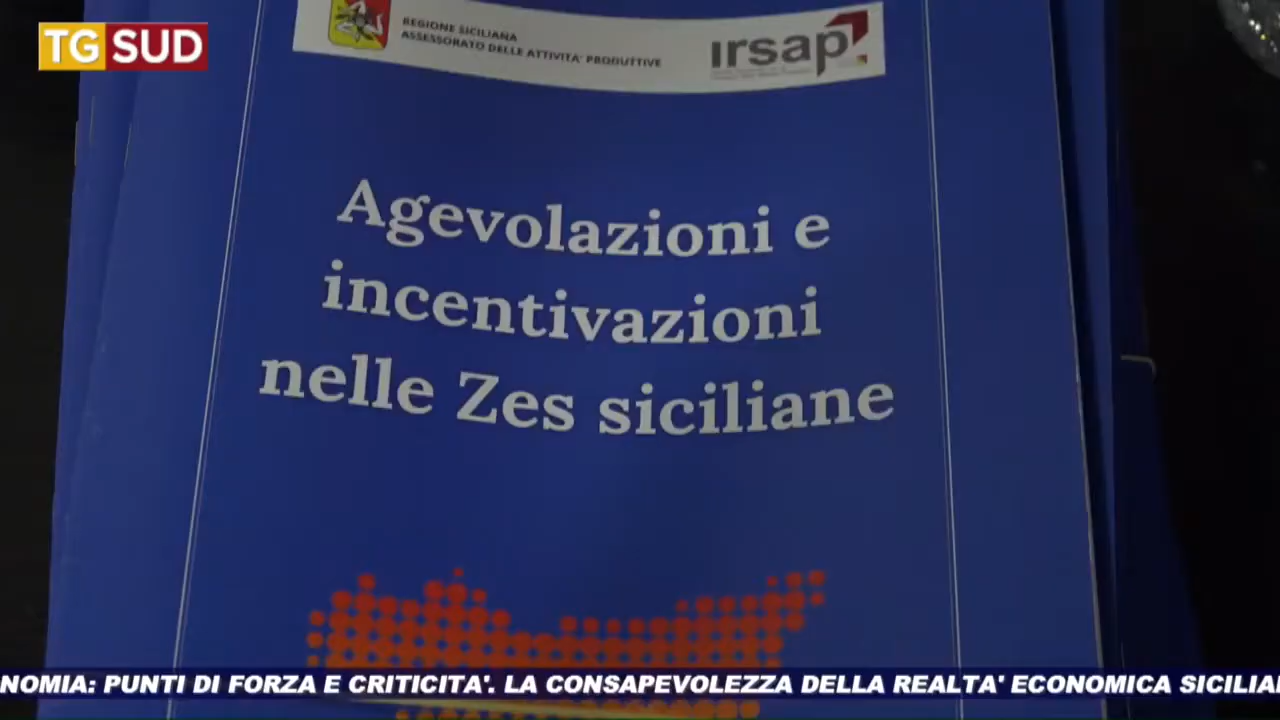 TG SUD
REGIONE SICILIANA
ASSESSORATO DELLE ATTIVITA' PRODUTTIVE
irsap
Agevolazioni e
incentivazioni
nelle Zes siciliane
NOMIA: PUNTI DI FORZA E CRITICITA'. LA CONSAPEVOLEZZA DELLA REALTA' ECONOMICA SICILIA